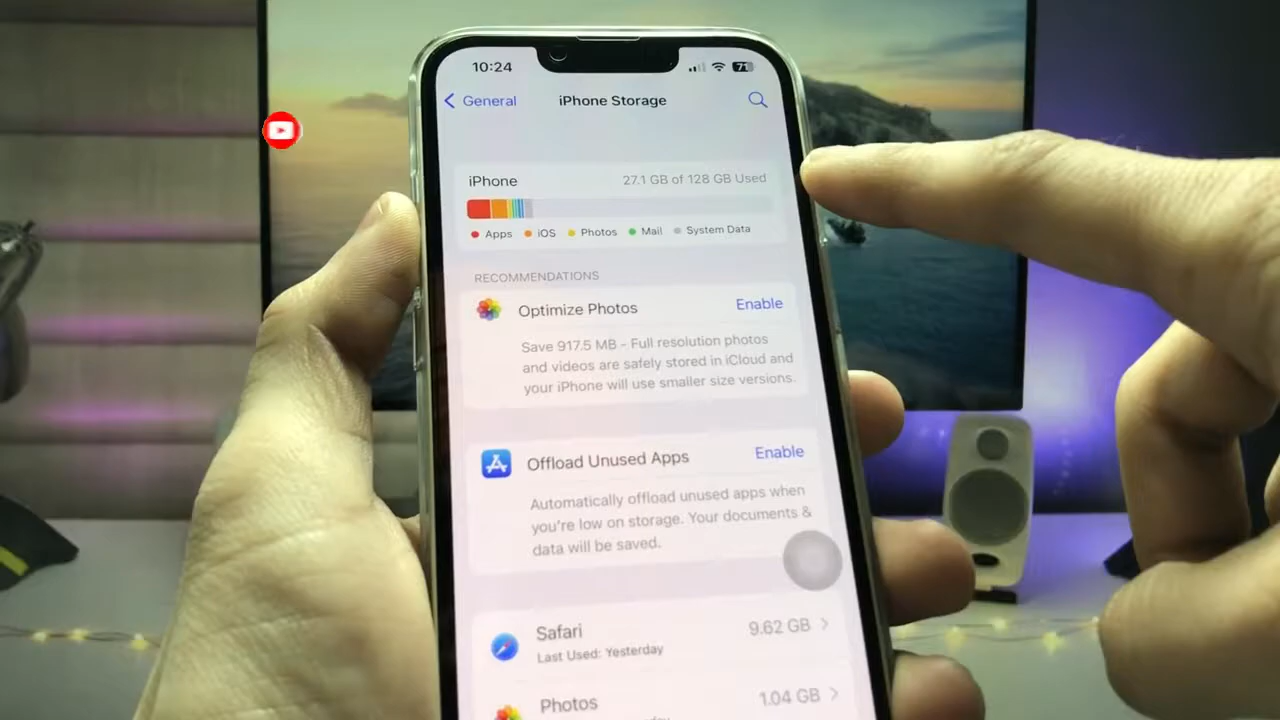 10:24
71
General
iPhone Storage
iPhone
27.1 GB of 128 GB Used
Apps iOS Photos Mail System Data
RECOMMENDATIONS
Optimize Photos
Enable
Save 917.5 MB - Full resolution photos
and videos are safely stored in iCloud and
your iPhone will use smaller size versions.
Offload Unused Apps
Enable
Automatically offload unused apps when
you're low on storage. Your documents &
data will be saved.
Safari
9.62 GB
Last Used: Yesterday
Photos
1.04 GB